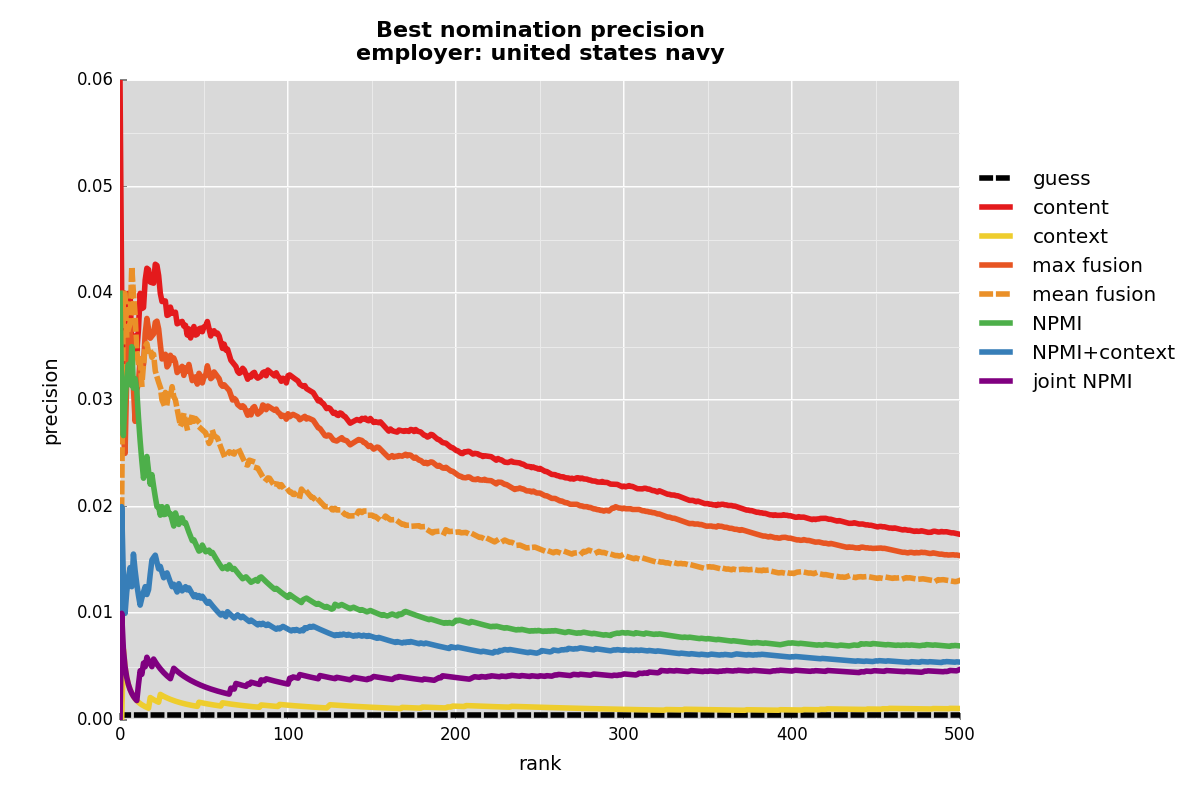 Best nomination precision
employer: united states navy
precision
0.06
0.05
0.04
0.03
0.02
0.01
0.00
0
100
200
300
400
500
rank
guess
content
context
max fusion
mean fusion
NPMI
NPMI+context
joint NPMI